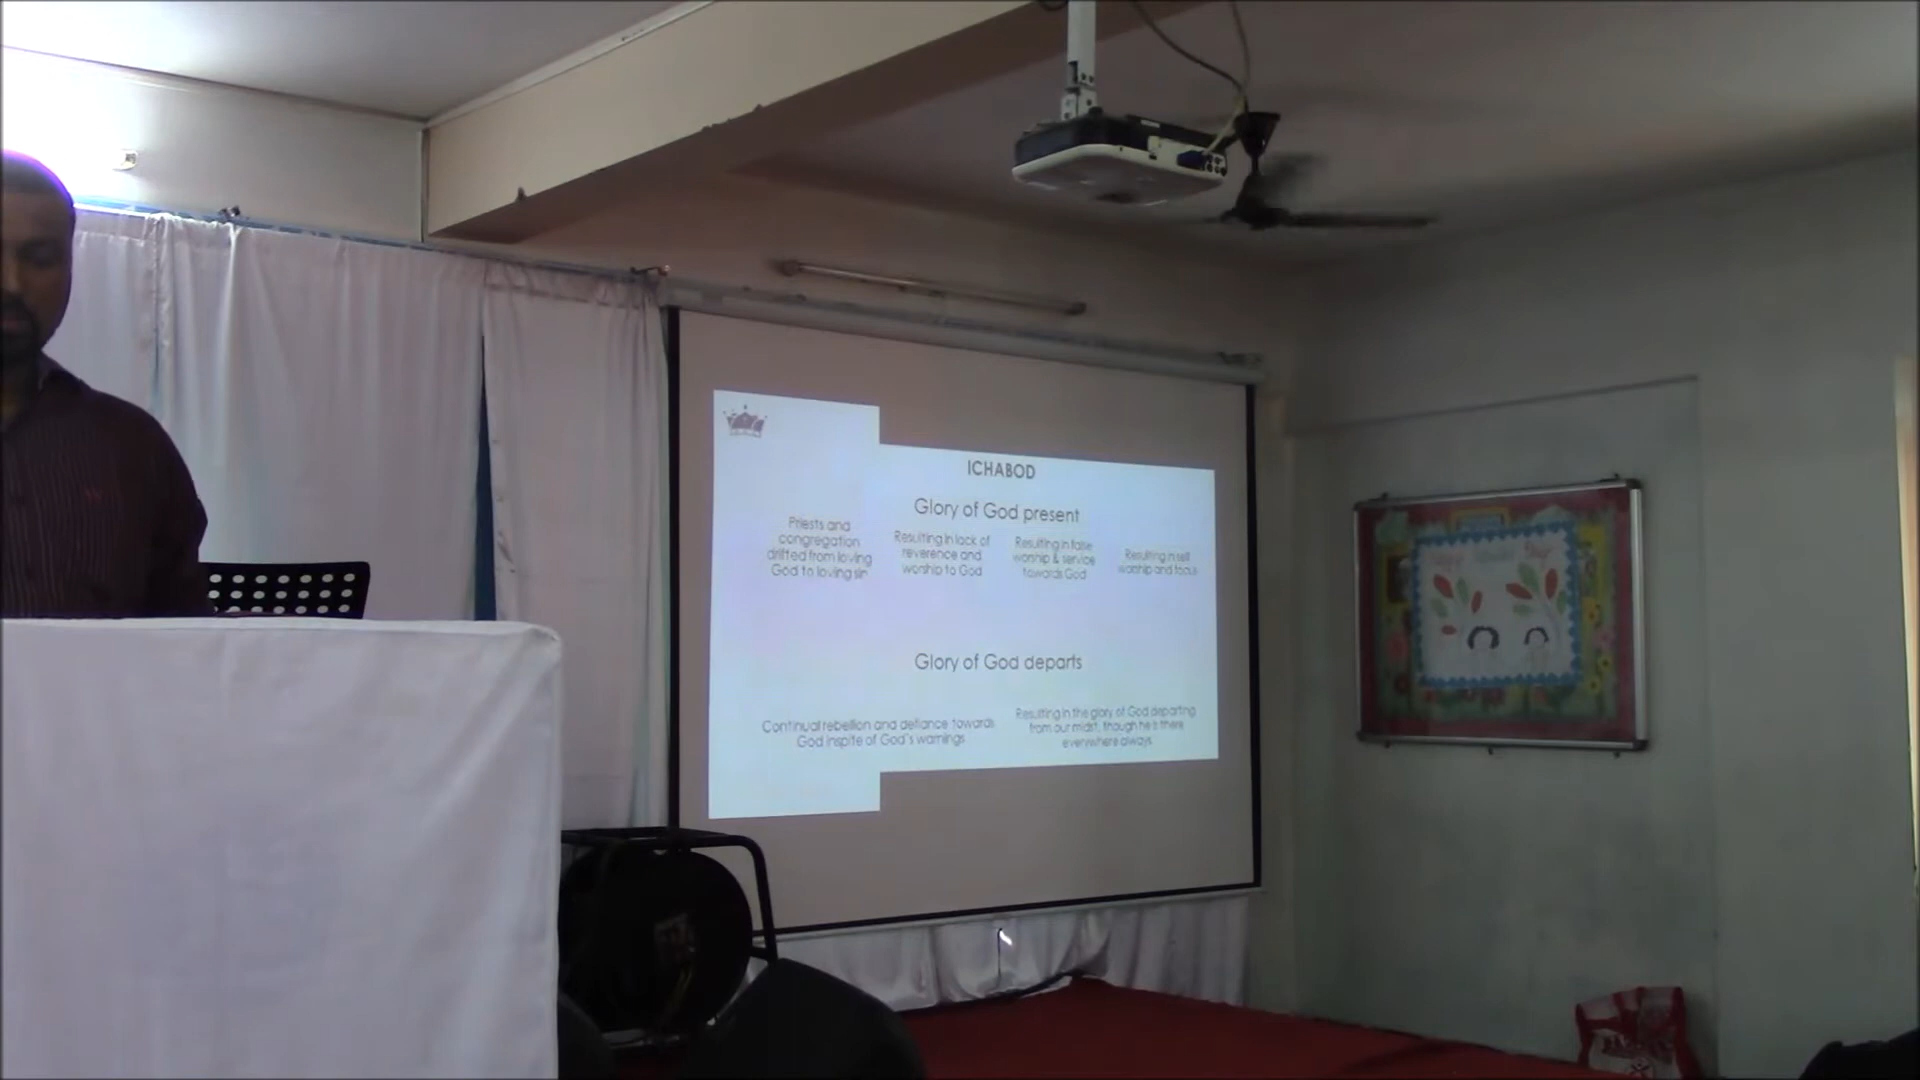 ICHABOD
Glory of God present
Priests and
congregation
drifted from loving
God to loving sin
Resulting in lack of
reverence and
worship to God
Resulting in false
worship & service
towards God
Resulting in self
worship and focus
Glory of God departs
Continual rebellion and defiance towards
God inspite of God's warnings
Resulting in the glory of God departing
from our midst, though he is there
everywhere always